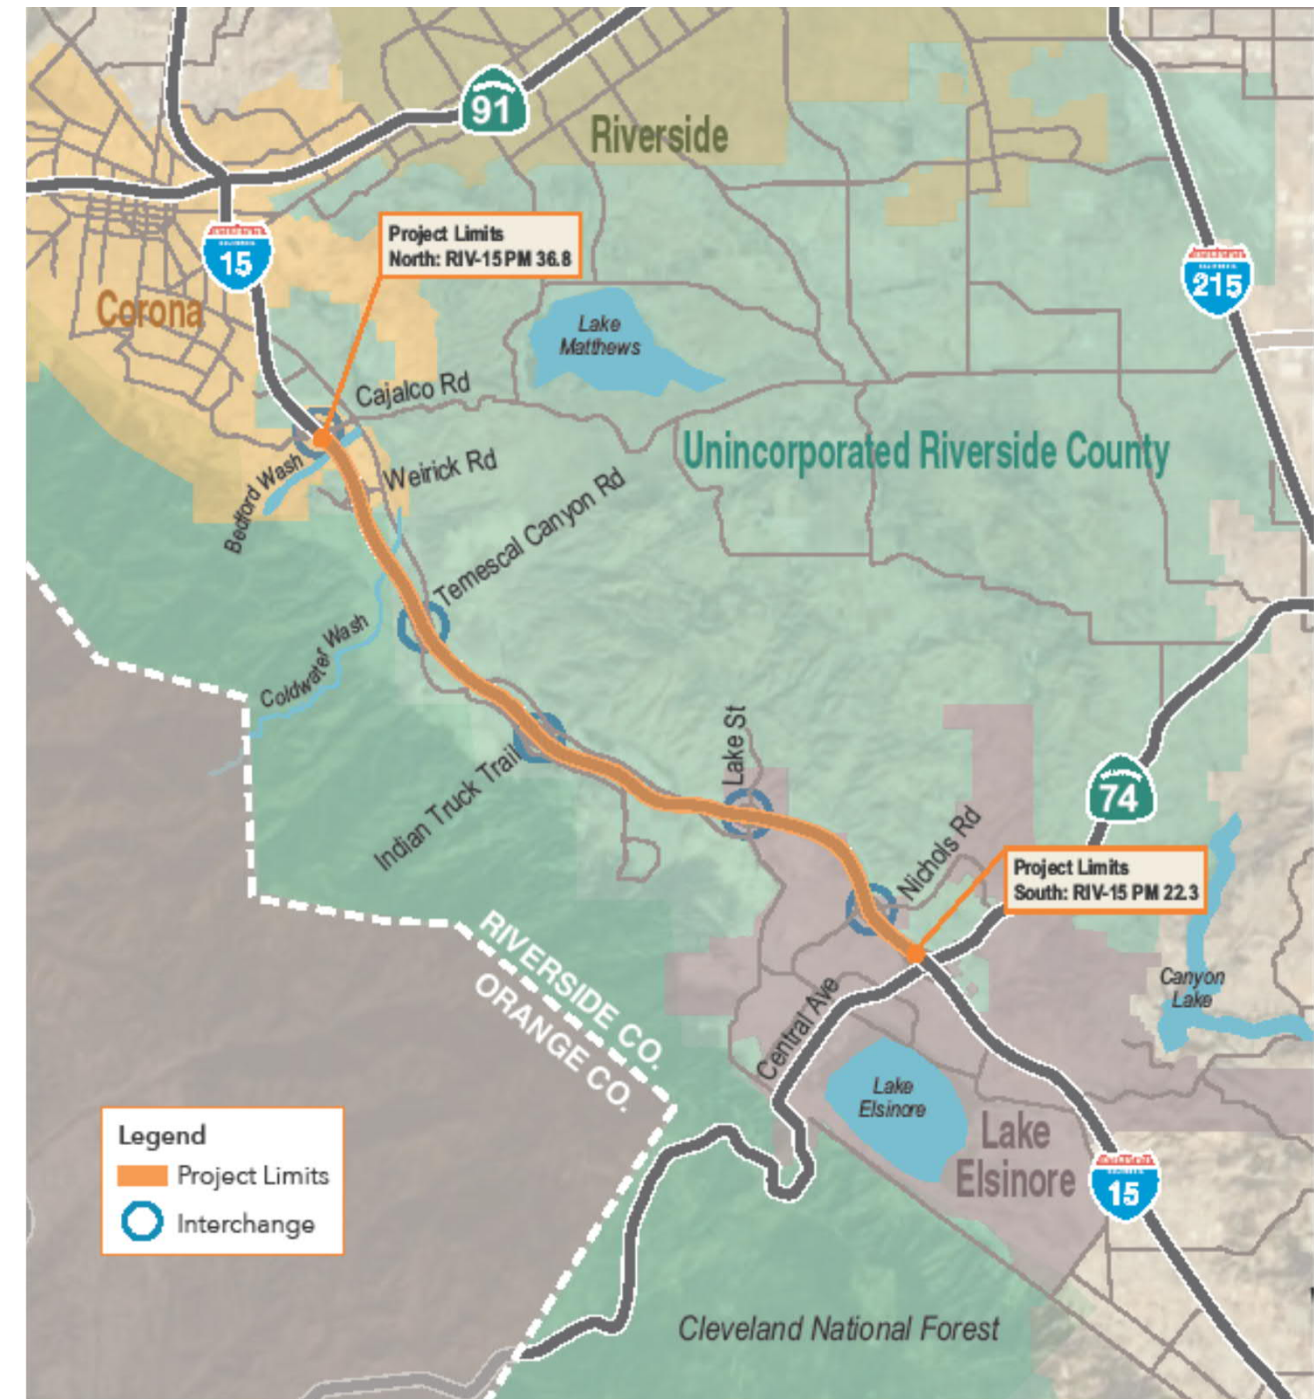 91
Riverside
Project Limits
North: RIV-15 PM 36.8
15
215
Corona
Lake
Matthews
Cajalco Rd
Unincorporated Riverside County
Weirick Rd
Bedford Wash
Temescal Canyon Rd
Coldwater Wash
Lake St
Indian Truck Trail
74
Nichols Rd
Project Limits
South: RIV-15 PM 22.3
RIVERSIDE CO.
ORANGE CO.
Canyon
Lake
Central Ave
Lake
Elsinore
Lake
Elsinore
15
Legend
Project Limits
Interchange
Cleveland National Forest